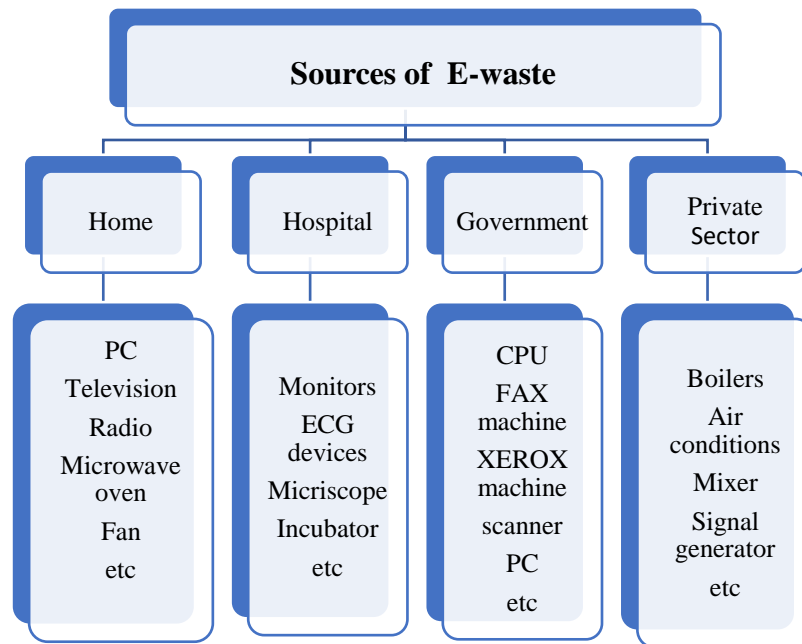 Sources of E-waste
Home
Hospital
Government
Private
Sector
PC
Television
Radio
Microwave
oven
Fan
etc
Monitors
ECG
devices
Micriscope
Incubator
etc
CPU
FAX
machine
XEROX
machine
scanner
PC
etc
Boilers
Air
conditions
Mixer
Signal
generator
etc